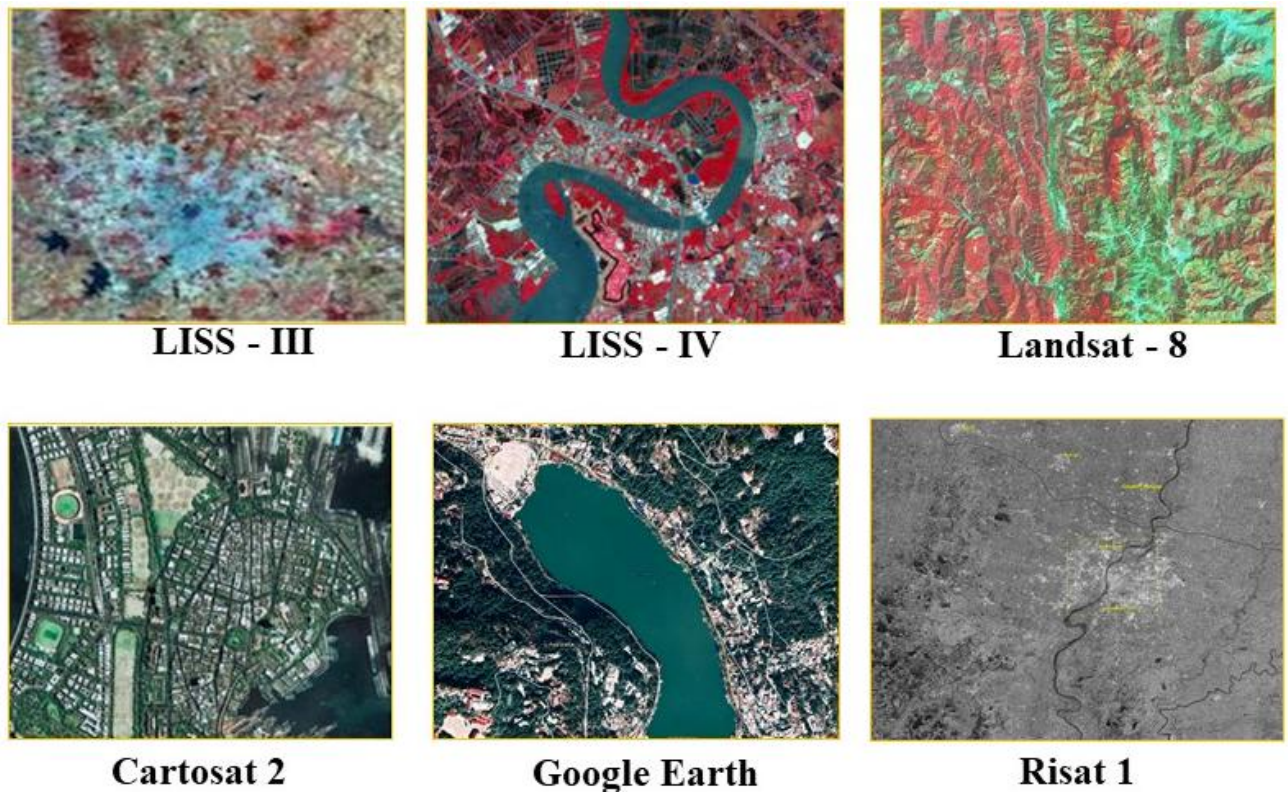 LISS - III
LISS - IV
Landsat - 8
Cartosat 2
Google Earth
Risat 1